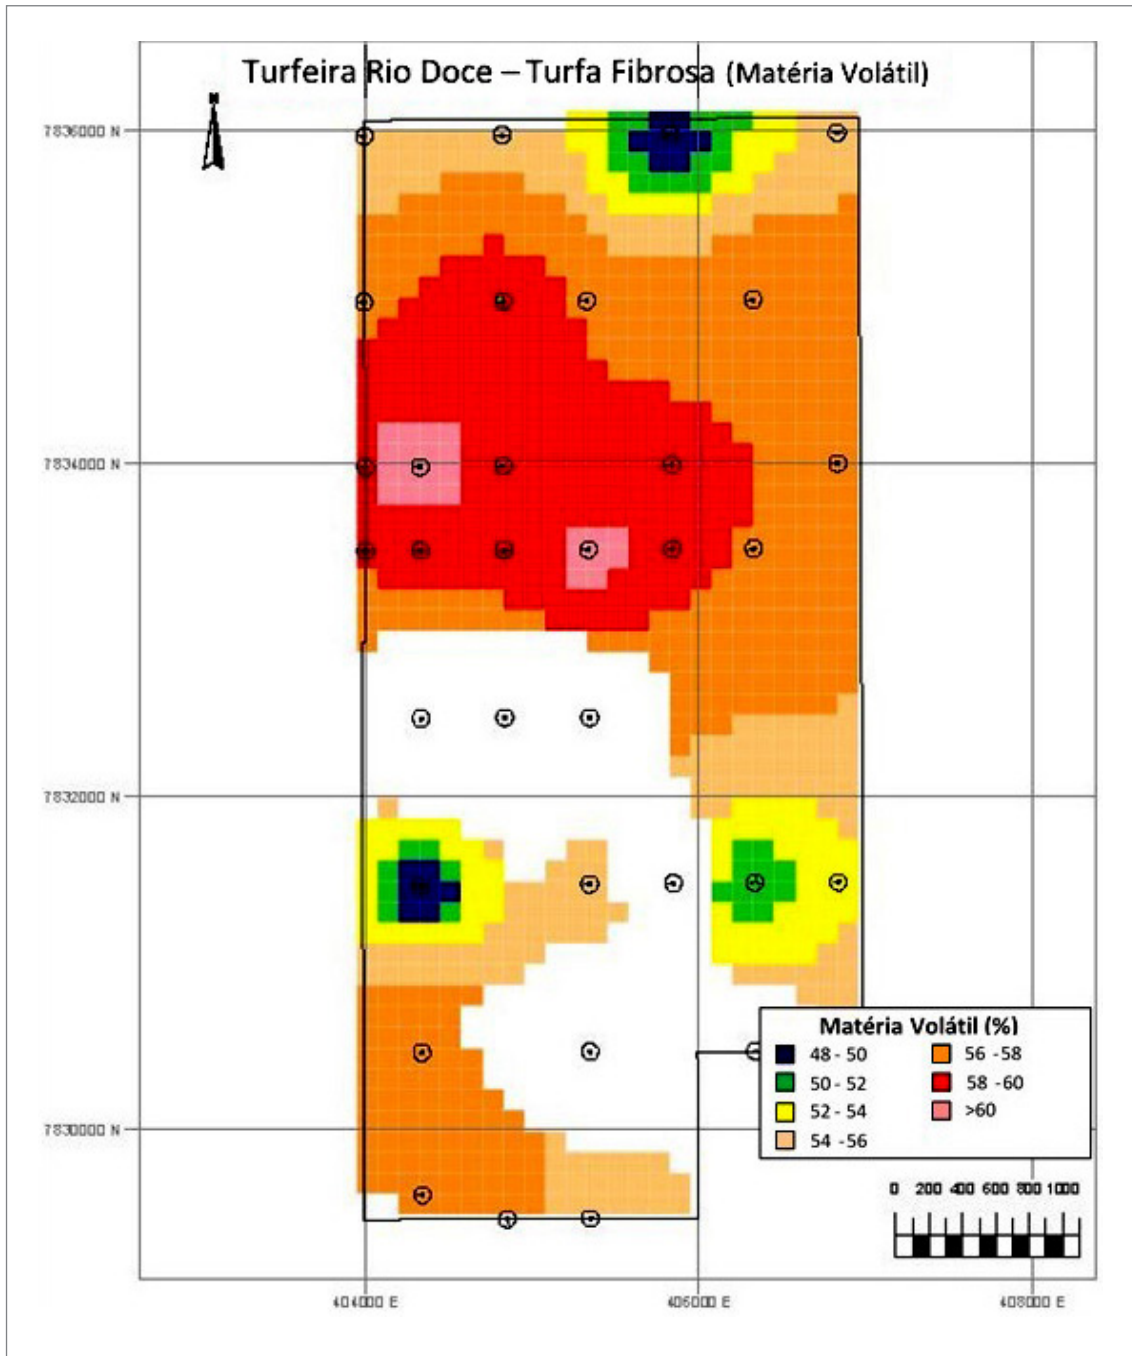 Turfeira Rio Doce – Turfa Fibrosa (Matéria Volátil)
N
7836000 N
7834000 N
7832000 N
7830000 N
Matéria Volátil (%)
48 - 50
56 -58
50 - 52
58 -60
52 - 54
>60
54 -56
0 200 400 600 800 1000
404000 E
406000 E
408000 E